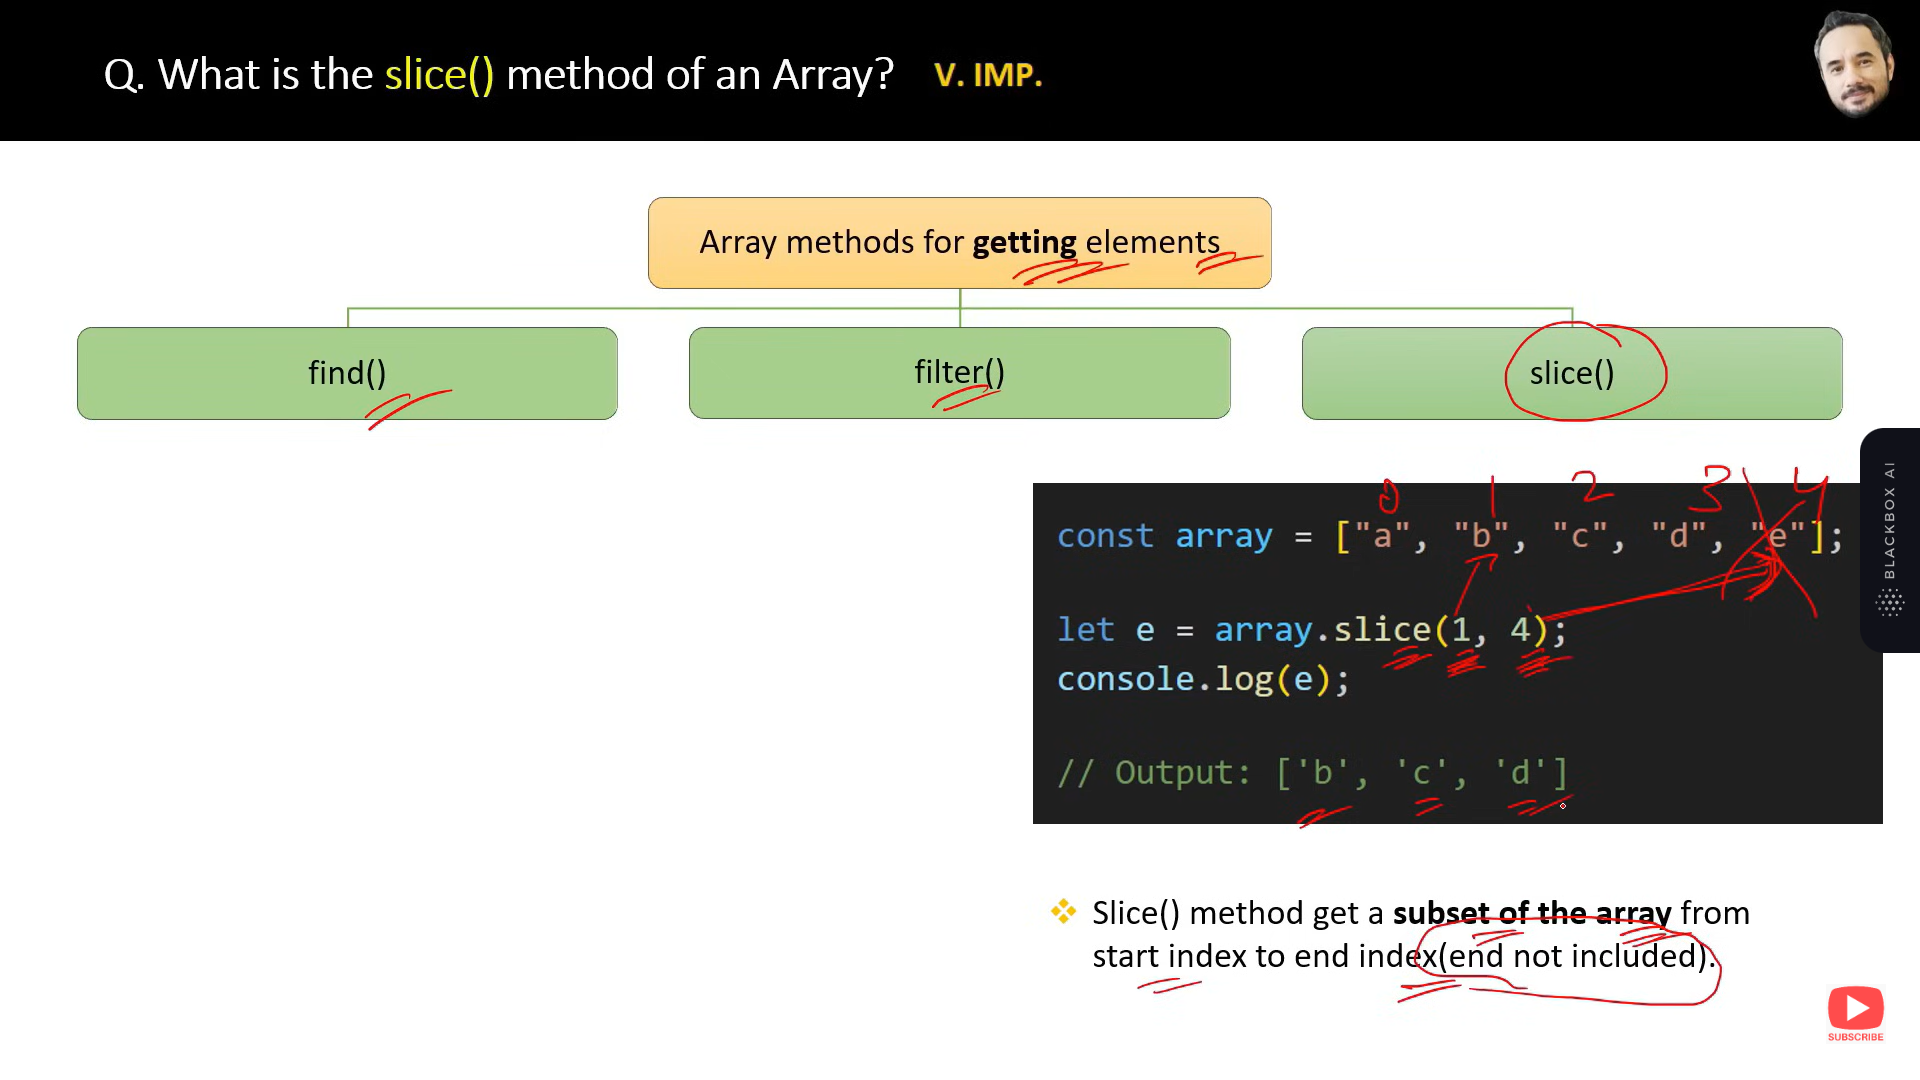 Q. What is the slice() method of an Array? V. IMP.
Array methods for getting elements
find()
filter()
slice()
0 1 2 3 4
const array = ["a", "b", "c", "d", "e"];
let e = array.slice(1, 4);
console.log(e);
// Output: ['b', 'c', 'd']
Slice() method get a subset of the array from
start index to end index(end not included).
BLACKBOX AI
SUBSCRIBE